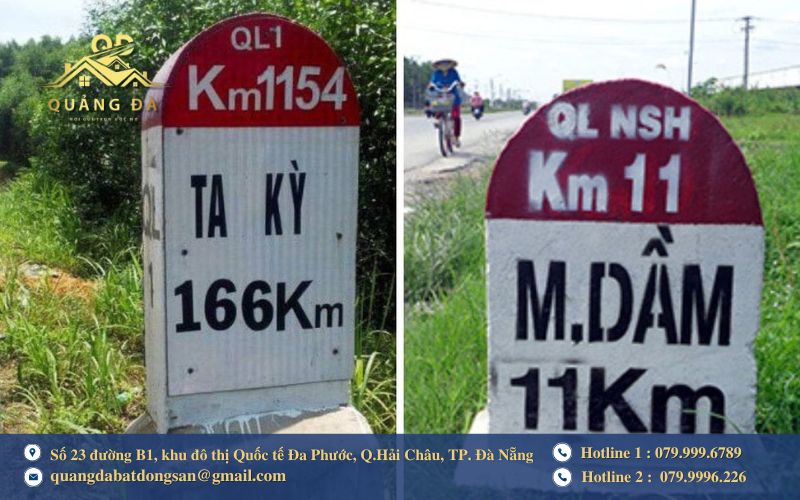 QĐ
QUẢNG ĐÀ
QL1
Km1154
TA KỲ
166Km
QL
1
QL NSH
Km 11
M,DẦM
11Km
Số 23 đường B1, khu đô thị Quốc tế Đa Phước, Q.Hải Châu, TP. Đà Nẵng
quangdabatdongsan@gmail.com
Hotline 1 : 079.999.6789
Hotline 2 : 079.9996.226